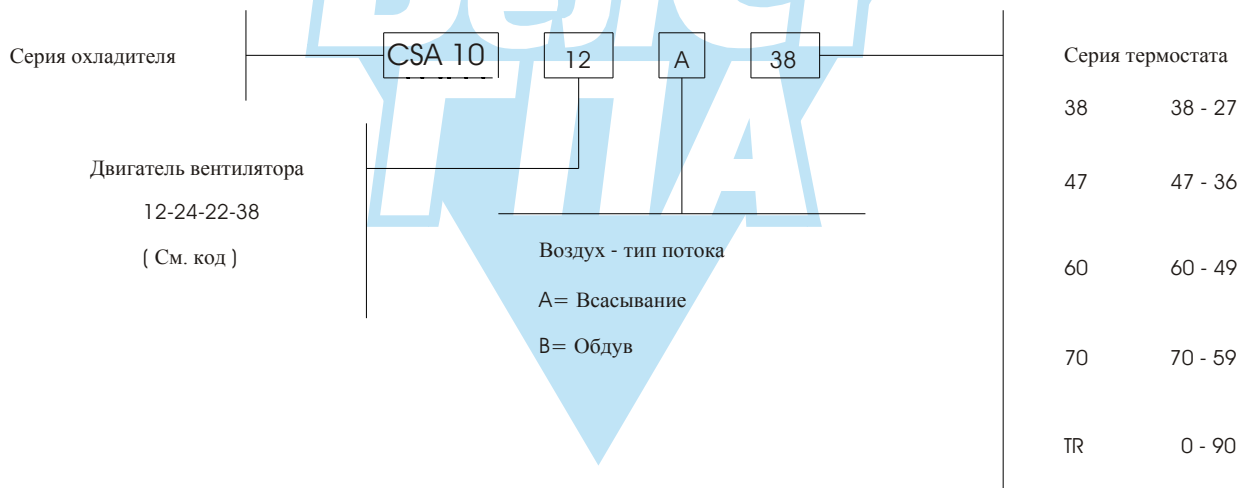 Серия охладителя
CSA 10
12
A
38
Серия термостата
38 38 - 27
Двигатель вентилятора
47 47 - 36
12-24-22-38
( См. код )
Воздух - тип потока
60 60 - 49
A= Всасывание
B= Обдув
70 70 - 59
TR 0 - 90